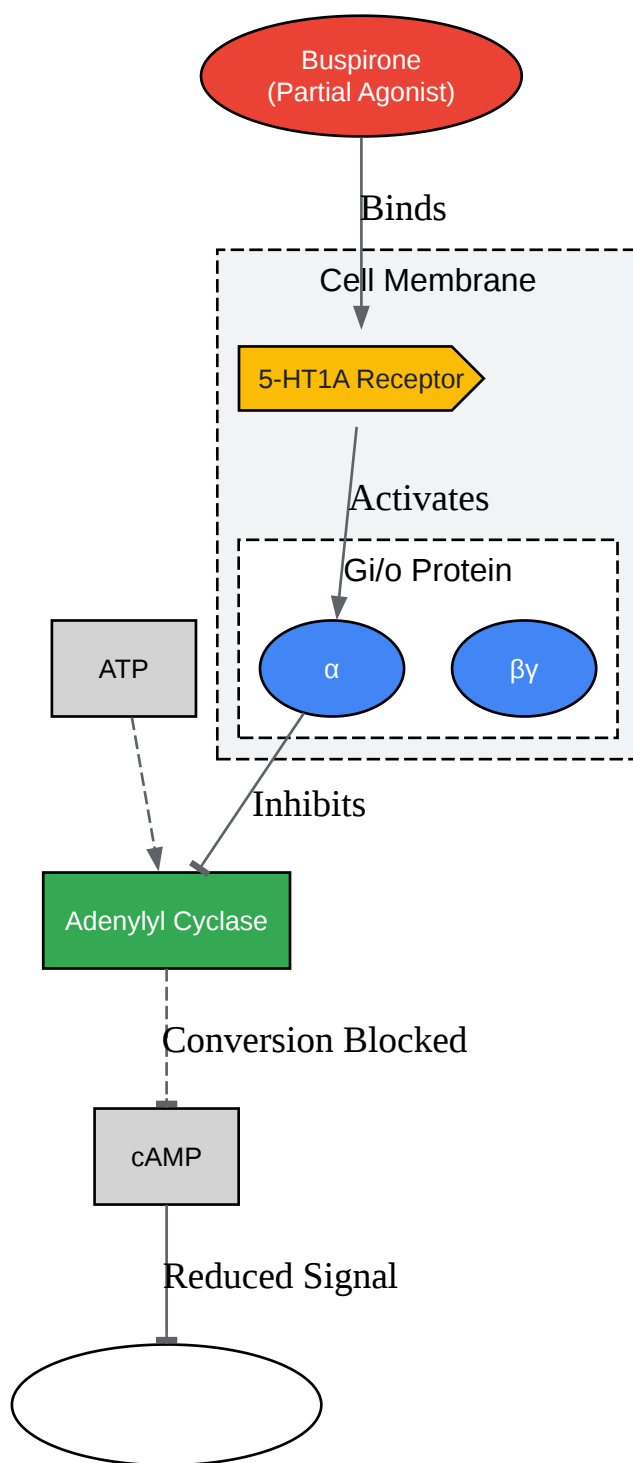 Buspirone
(Partial Agonist)
Binds
Cell Membrane
5-HT1A Receptor
Activates
Gi/o Protein
ATP
α
βγ
Inhibits
Adenylyl Cyclase
Conversion Blocked
cAMP
Reduced Signal